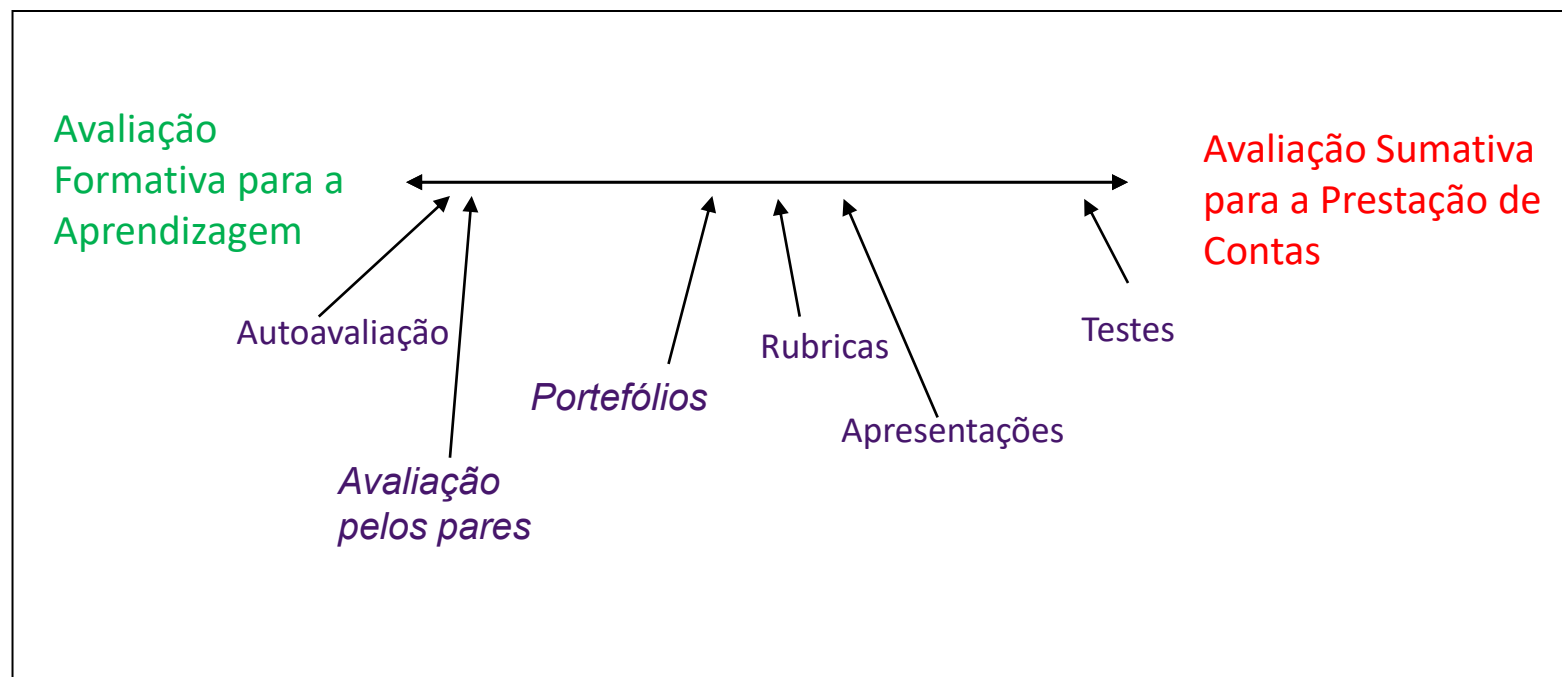 Avaliação
Formativa para a
Aprendizagem
Avaliação Sumativa
para a Prestação de
Contas
Autoavaliação
Rubricas
Testes
Portefólios
Apresentações
Avaliação
pelos pares